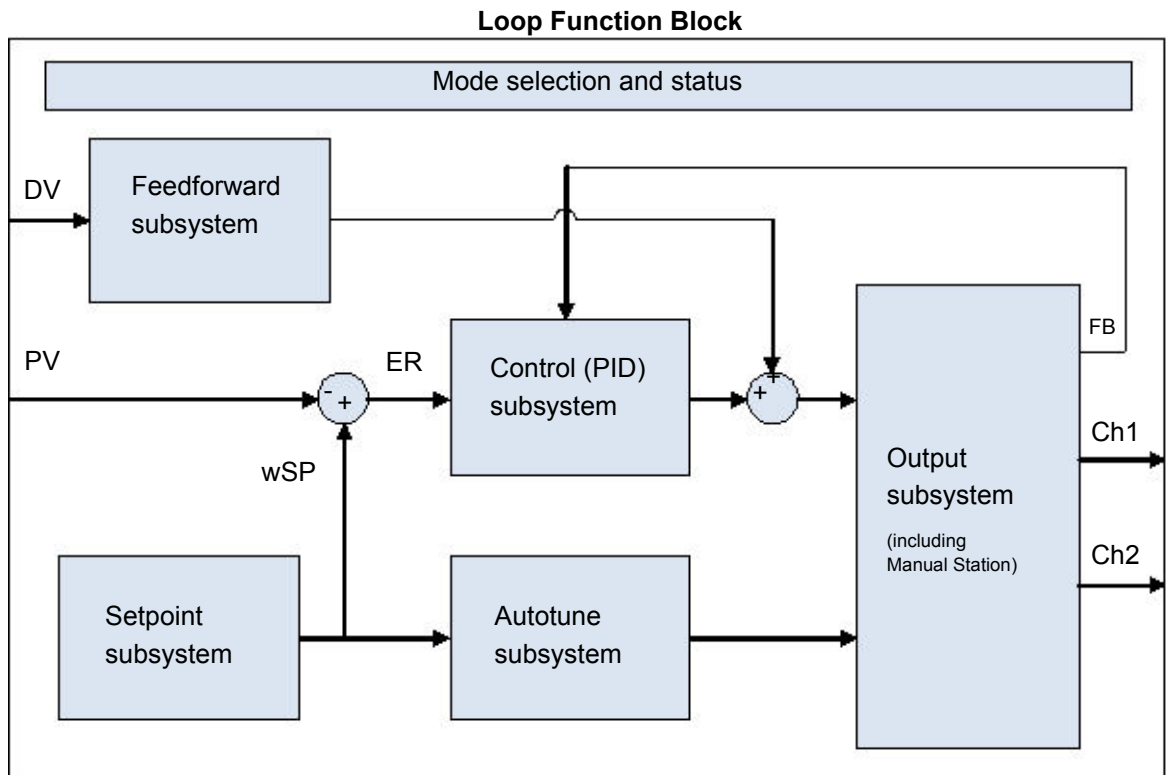 Loop Function Block
Mode selection and status
DV
Feedforward
subsystem
FB
PV
-
+
ER
Control (PID)
subsystem
+
+
wSP
Ch1
Output
subsystem
(including
Manual Station)
Ch2
Setpoint
subsystem
Autotune
subsystem